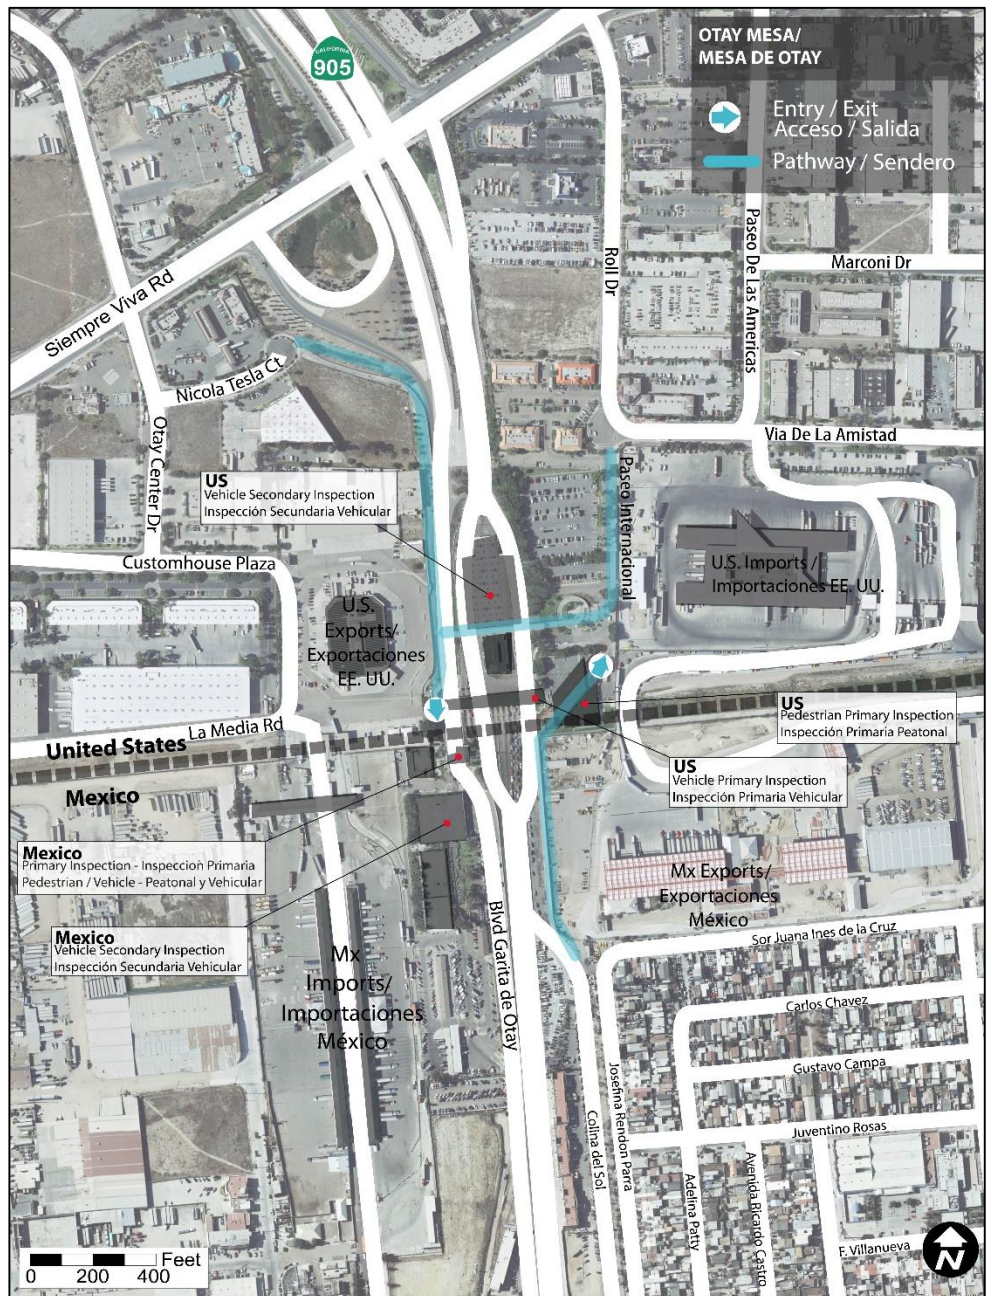 CALIFORNIA
905
OTAY MESA/
MESA DE OTAY
Entry / Exit
Acceso / Salida
Pathway / Sendero
Siempre Viva Rd
Roll Dr
Paseo De Las Americas
Marconi Dr
Nicola Tesla Ct
Otay Center Dr
Via De La Amistad
US
Vehicle Secondary Inspection
Inspección Secundaria Vehicular
Paseo Internacional
Customhouse Plaza
U.S. Imports /
Importaciones EE. UU.
U.S.
Exports/
Exportaciones
EE. UU.
La Media Rd
United States
Mexico
US
Pedestrian Primary Inspection
Inspección Primaria Peatonal
US
Vehicle Primary Inspection
Inspección Primaria Vehicular
Mexico
Primary Inspection - Inspeccioń Primaria
Pedestrian / Vehicle - Peatonal y Vehicular
Mexico
Vehicle Secondary Inspection
Inspección Secundaria Vehicular
Mx Exports/
Exportaciones
México
Blvd Garita de Otay
Mx
Imports/
Importaciones
México
Sor Juana Ines de la Cruz
Carlos Chavez
Gustavo Campa
Juventino Rosas
Colina del Sol
Josefina Rendon Parra
Adelina Patty
Avenida Ricardo Castro
F. Villanueva
N
Feet
0 200 400